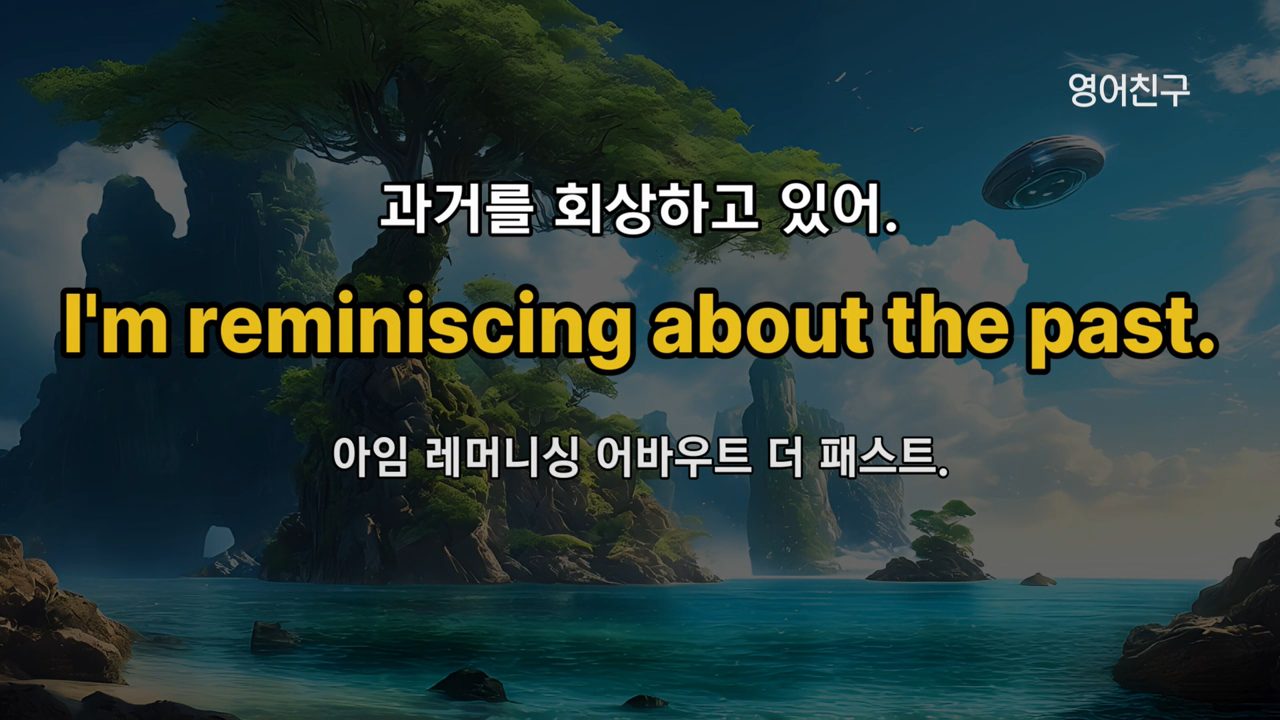 영어친구
과거를 회상하고 있어.
I'm reminiscing about the past.
아임 레머니싱 어바우트 더 패스트.